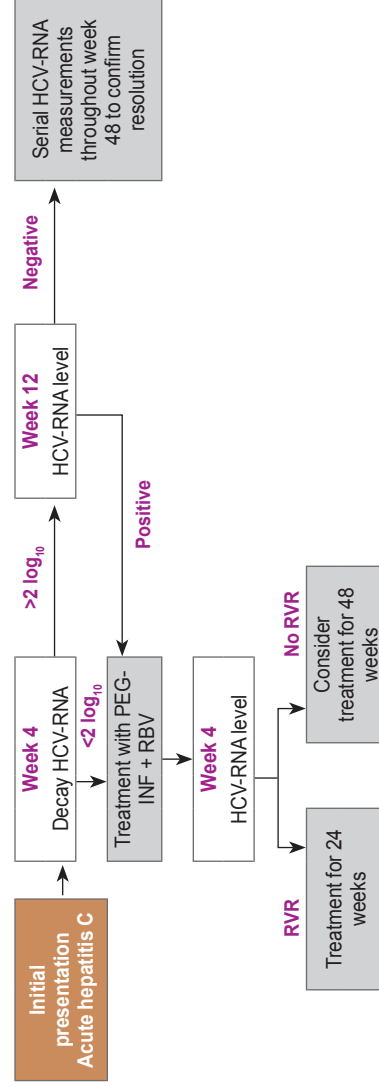 Initial
presentation
Acute hepatitis C
Week 4
Decay HCV-RNA
>2 log₁₀
Week 12
HCV-RNA level
Negative
Serial HCV-RNA
measurements
throughout week
48 to confirm
resolution
<2 log₁₀
Positive
Treatment with PEG-
INF + RBV
Week 4
HCV-RNA level
RVR
Treatment for 24
weeks
No RVR
Consider
treatment for 48
weeks